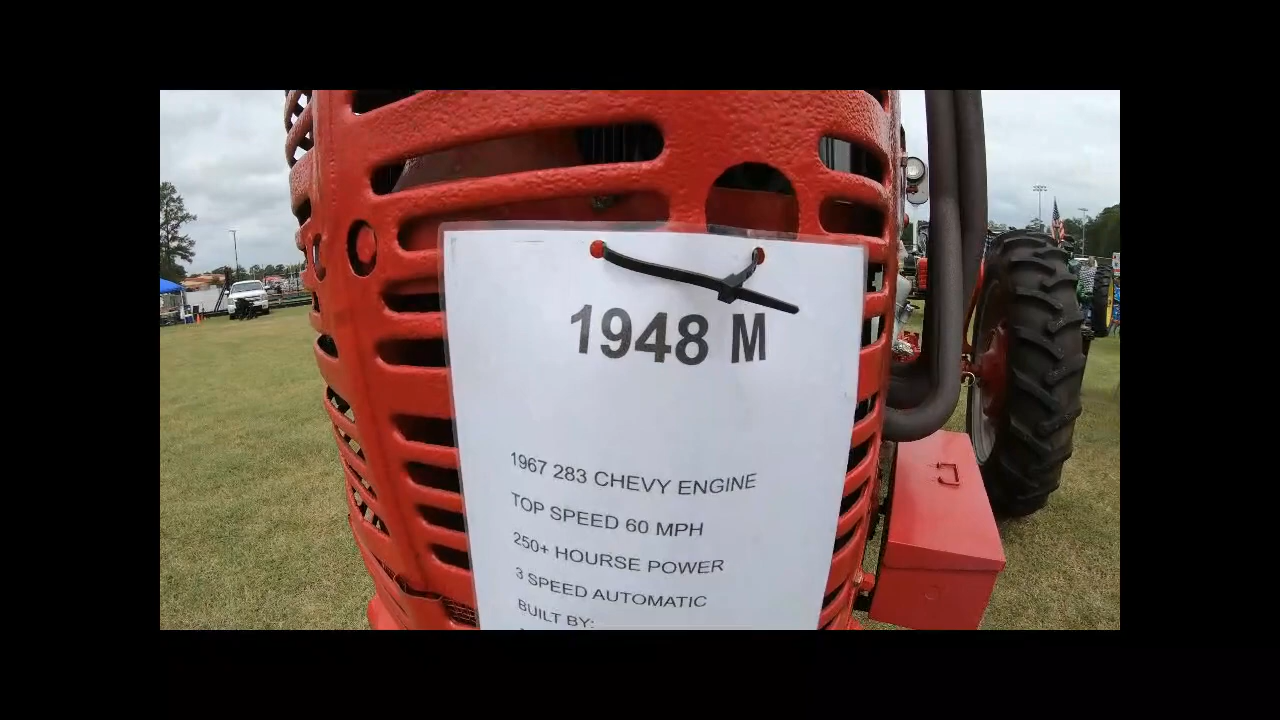 1948 M
1967 283 CHEVY ENGINE
TOP SPEED 60 MPH
250+ HOURSE POWER
3 SPEED AUTOMATIC
BUILT BY: